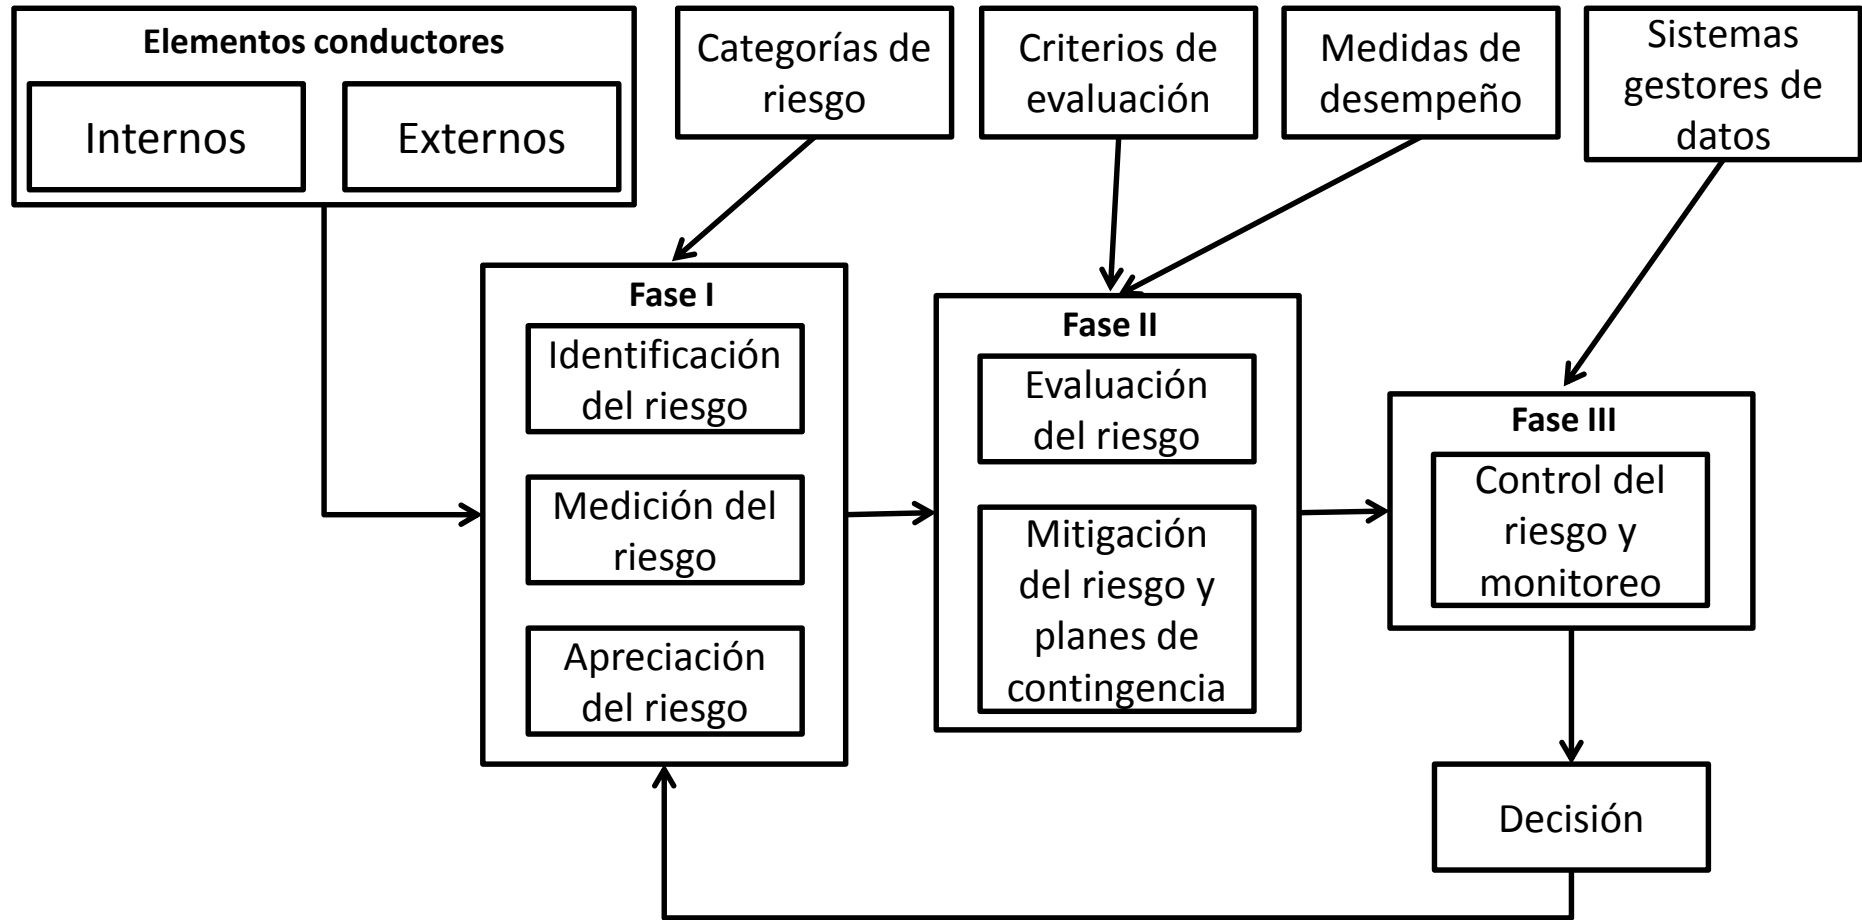 Elementos conductores
Internos
Externos
Categorías de
riesgo
Criterios de
evaluación
Medidas de
desempeño
Sistemas
gestores de
datos
Fase I
Identificación
del riesgo
Medición del
riesgo
Apreciación
del riesgo
Fase II
Evaluación
del riesgo
Mitigación
del riesgo y
planes de
contingencia
Fase III
Control del
riesgo y
monitoreo
Decisión